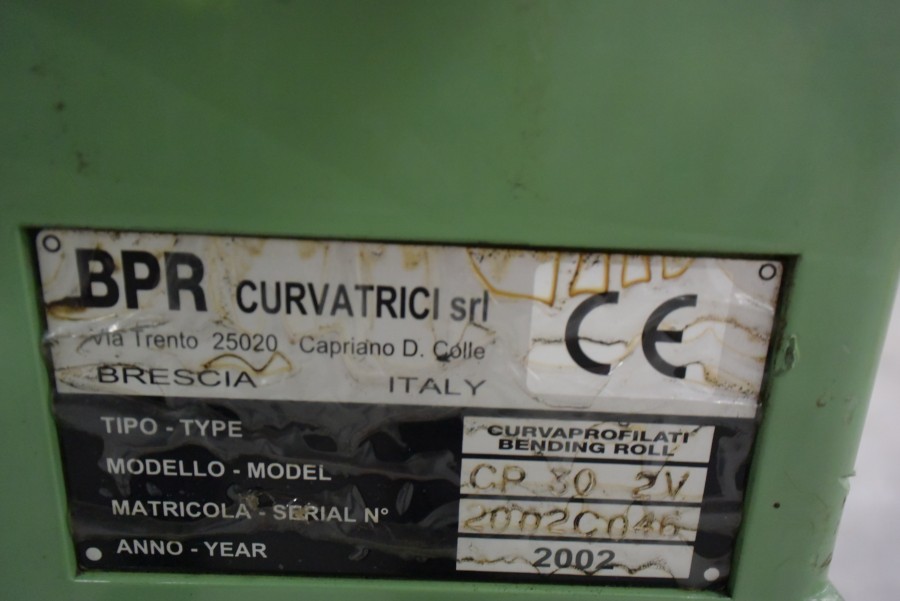 BPR CURVATRICI srl
CE
Via Trento 25020 Capriano D. Colle
BRESCIA ITALY
TIPO - TYPE CURVAPROFILATI
BENDING ROLL
MODELLO - MODEL CP 30 2V
MATRICOLA - SERIAL N° 2002C046
ANNO - YEAR 2002